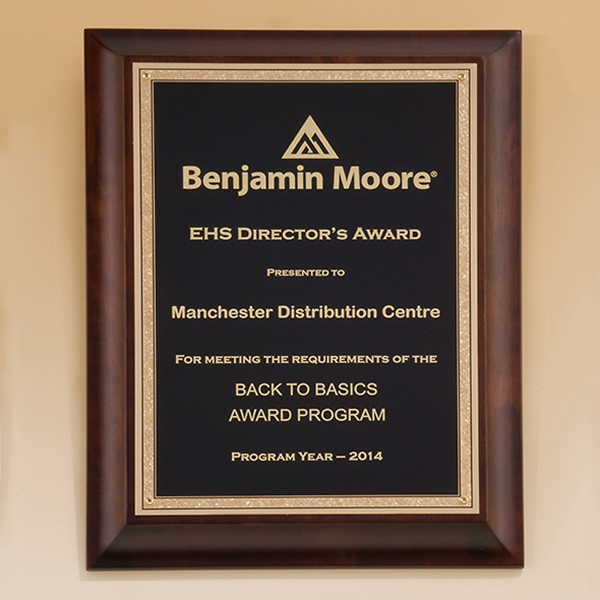 Benjamin Moore®
EHS DIRECTOR'S AWARD
PRESENTED TO
Manchester Distribution Centre
FOR MEETING THE REQUIREMENTS OF THE
BACK TO BASICS
AWARD PROGRAM
PROGRAM YEAR – 2014